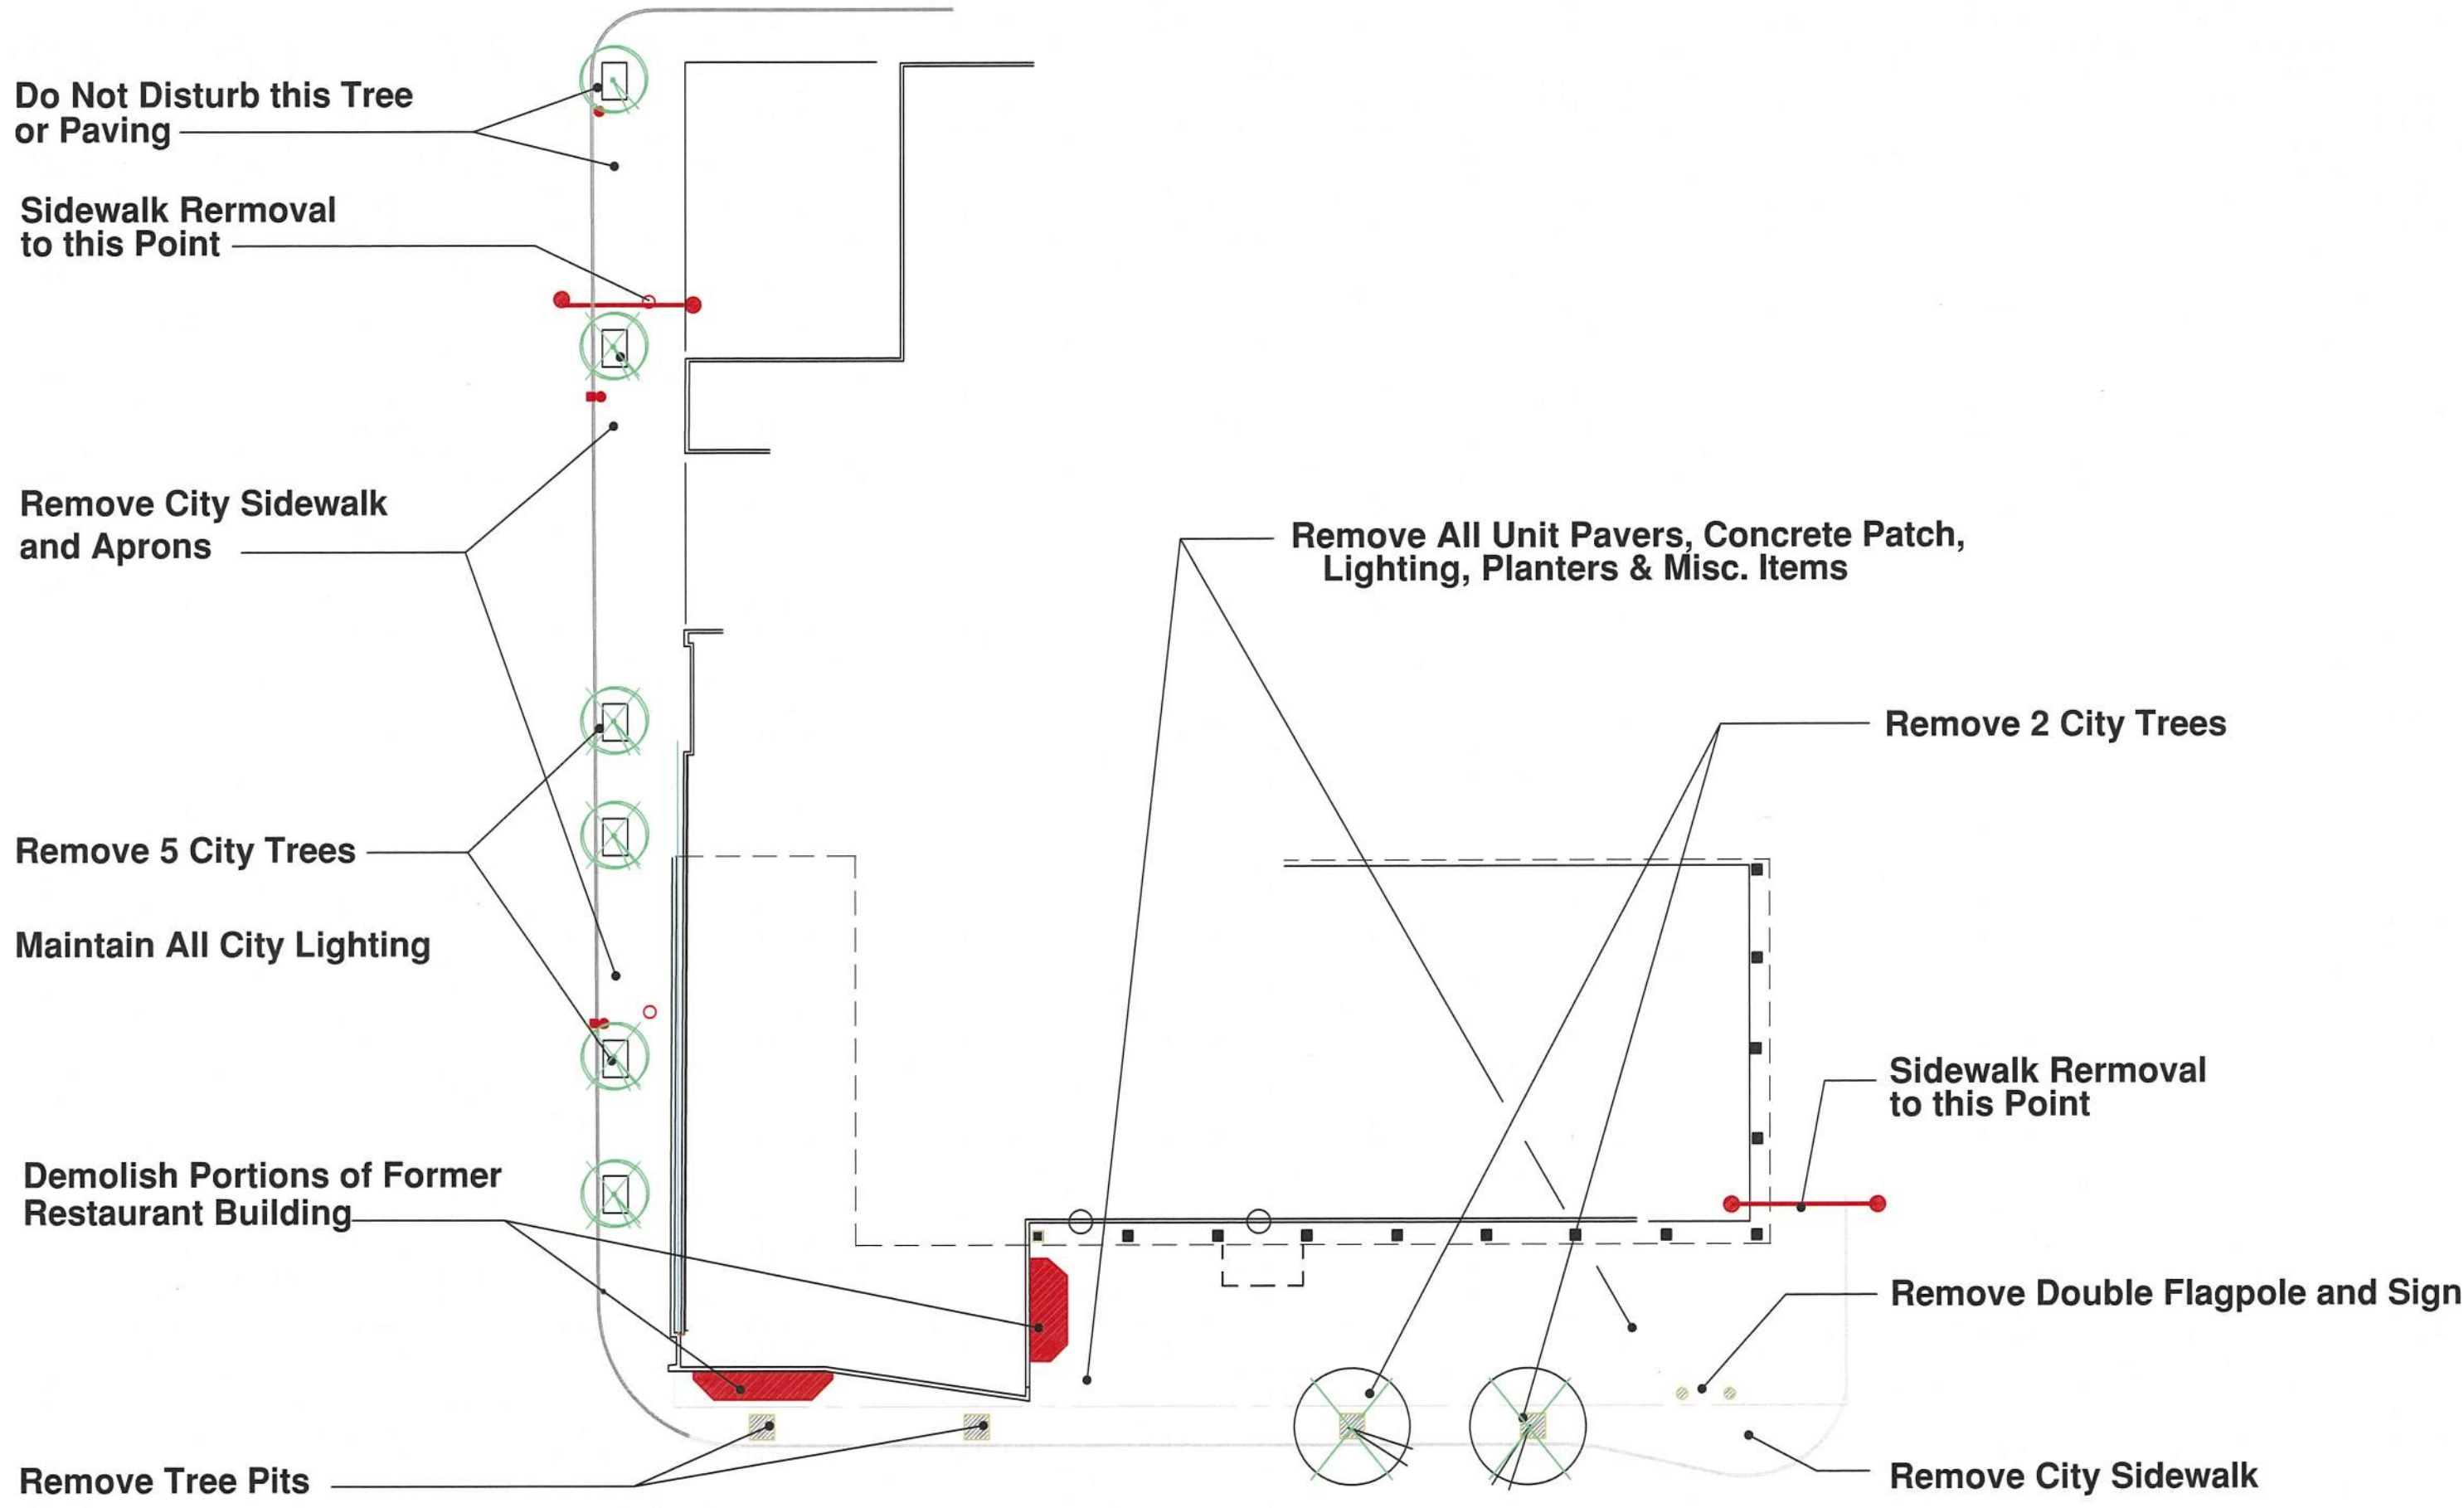 Do Not Disturb this Tree
or Paving
Sidewalk Rermoval
to this Point
Remove City Sidewalk
and Aprons
Remove 5 City Trees
Maintain All City Lighting
Demolish Portions of Former
Restaurant Building
Remove Tree Pits
Remove All Unit Pavers, Concrete Patch,
Lighting, Planters & Misc. Items
Remove 2 City Trees
Sidewalk Rermoval
to this Point
Remove Double Flagpole and Sign
Remove City Sidewalk